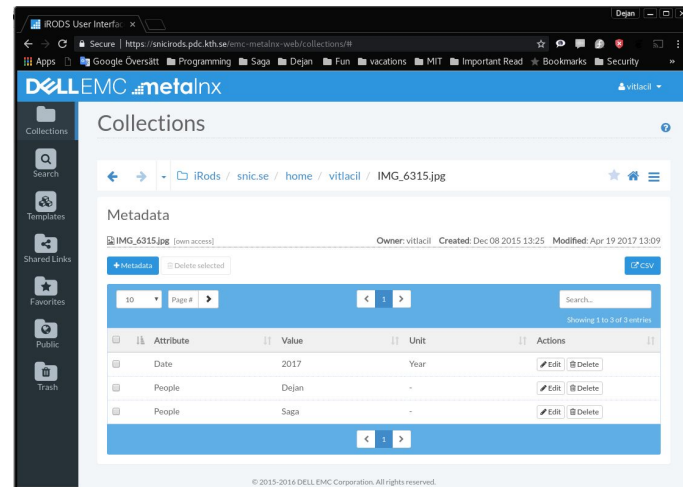 Dejan
iRODS User Interfac
Secure | https://snicirods.pdc.kth.se/emc-metalnx-web/collections/#
Apps Google Översätt Programming Saga Dejan Fun vacations MIT Important Read Bookmarks Security »
DELLEMC metalnx vitlacil
Collections
Search
Templates
Shared Links
Favorites
Public
Trash
Collections
iRods / snic.se / home / vitlacil / IMG_6315.jpg
Metadata
IMG_6315.jpg [own access] Owner: vitlacil Created: Dec 08 2015 13:25 Modified: Apr 19 2017 13:09
+Metadata Delete selected CSV
10 Page # 1 Search...
Showing 1 to 3 of 3 entries
Attribute Value Unit Actions
Date 2017 Year Edit Delete
People Dejan - Edit Delete
People Saga - Edit Delete
1
© 2015-2016 DELL EMC Corporation. All rights reserved.